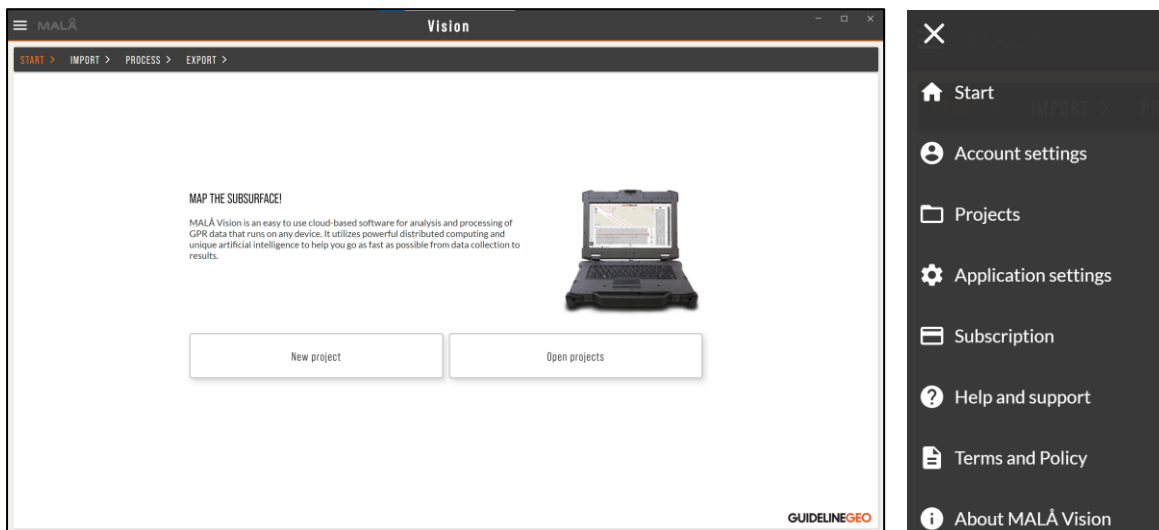 MALÅ
Vision
START > IMPORT > PROCESS > EXPORT >
MAP THE SUBSURFACE!
MALÅ Vision is an easy to use cloud-based software for analysis and processing of
GPR data that runs on any device. It utilizes powerful distributed computing and
unique artificial intelligence to help you go as fast as possible from data collection to
results.
New project
Open projects
GUIDELINEGEO
Start
IMPORT >
Account settings
Projects
Application settings
Subscription
Help and support
Terms and Policy
About MALÅ Vision